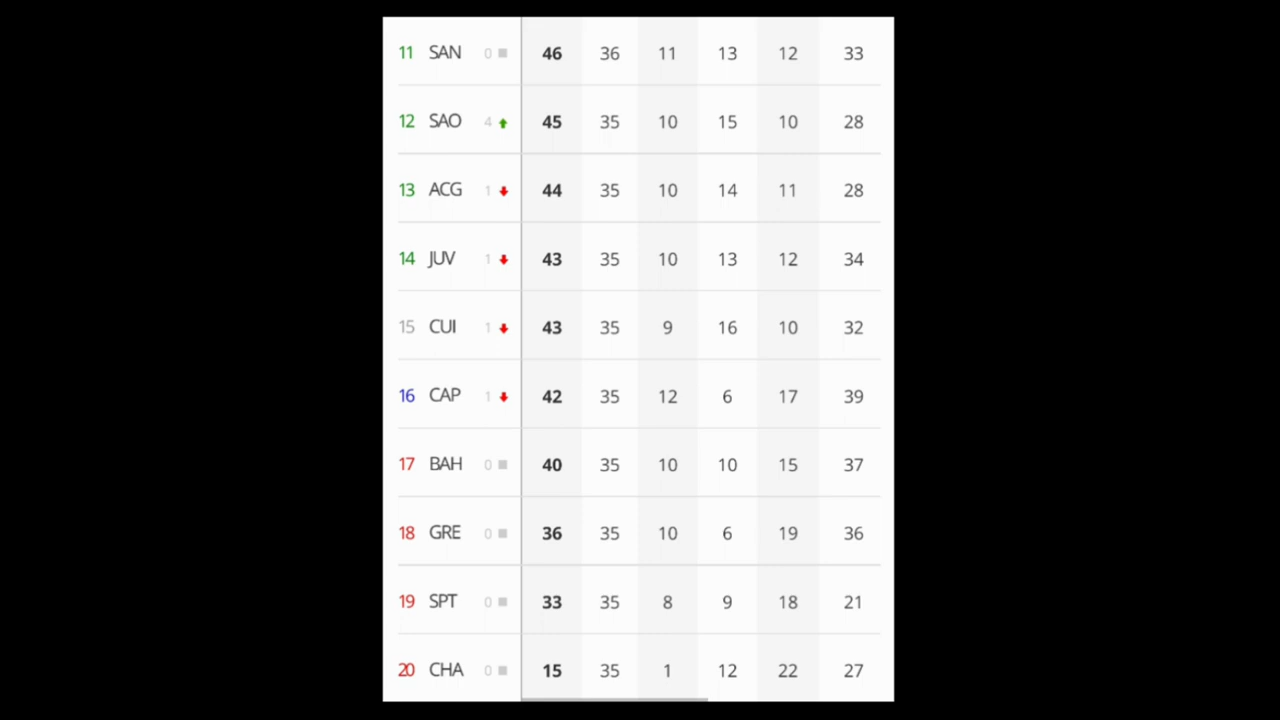 11 SAN 0 46 36 11 13 12 33
12 SAO 4 45 35 10 15 10 28
13 ACG 1 44 35 10 14 11 28
14 JUV 1 43 35 10 13 12 34
15 CUI 1 43 35 9 16 10 32
16 CAP 1 42 35 12 6 17 39
17 BAH 0 40 35 10 10 15 37
18 GRE 0 36 35 10 6 19 36
19 SPT 0 33 35 8 9 18 21
20 CHA 0 15 35 1 12 22 27